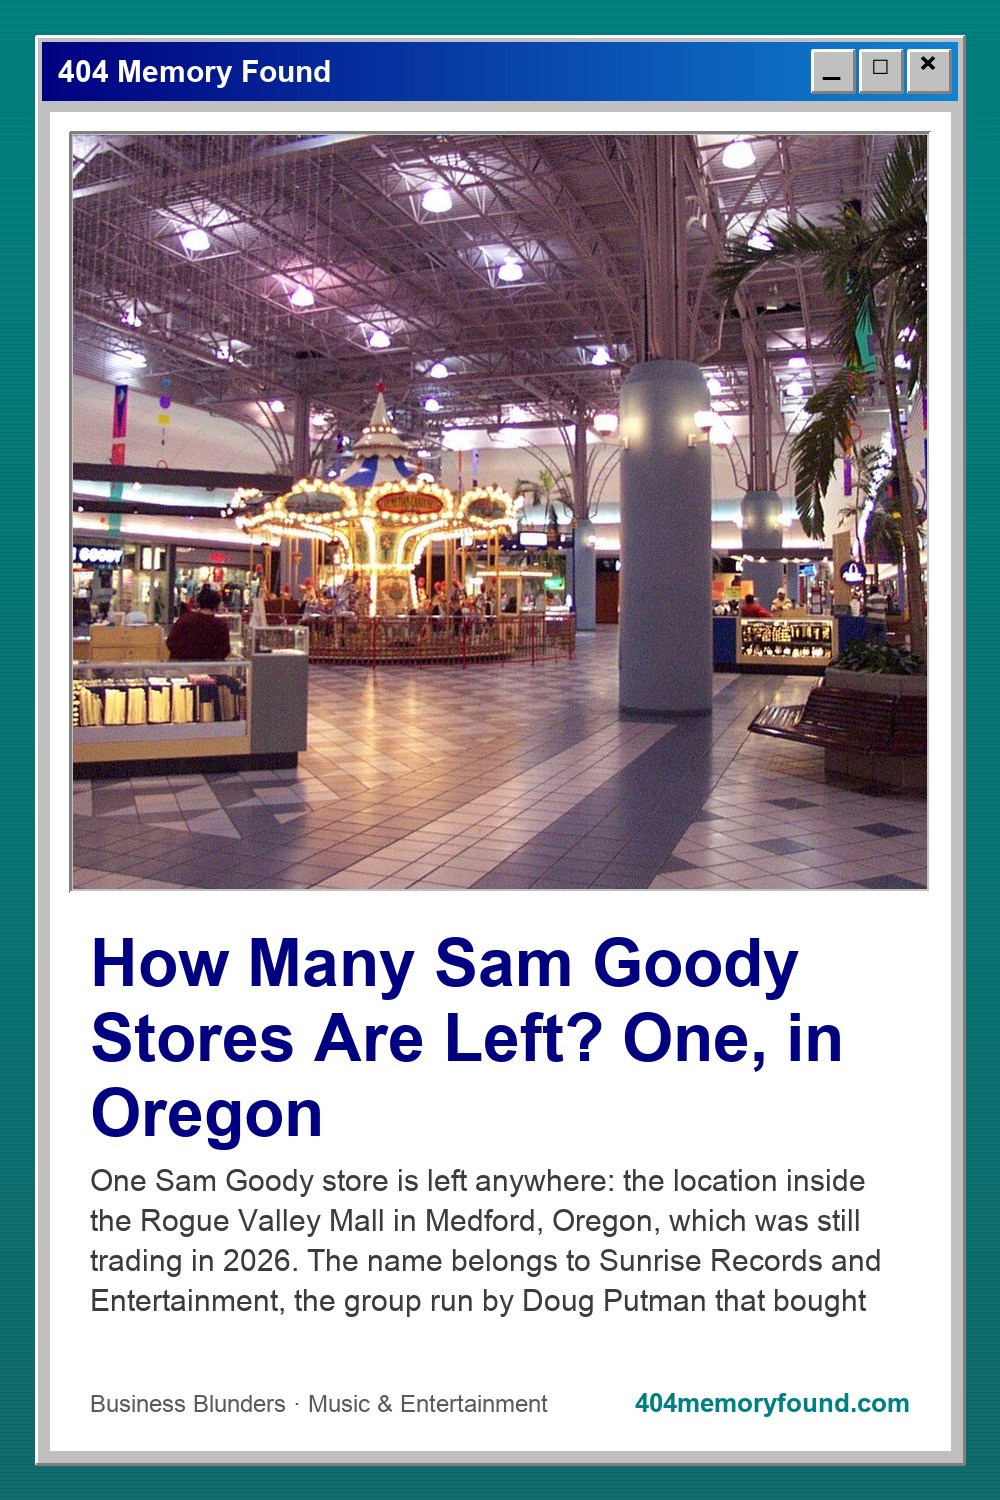 404 Memory Found
GOODY
How Many Sam Goody
Stores Are Left? One, in
Oregon
One Sam Goody store is left anywhere: the location inside
the Rogue Valley Mall in Medford, Oregon, which was still
trading in 2026. The name belongs to Sunrise Records and
Entertainment, the group run by Doug Putman that bought
Business Blunders · Music & Entertainment
404memoryfound.com